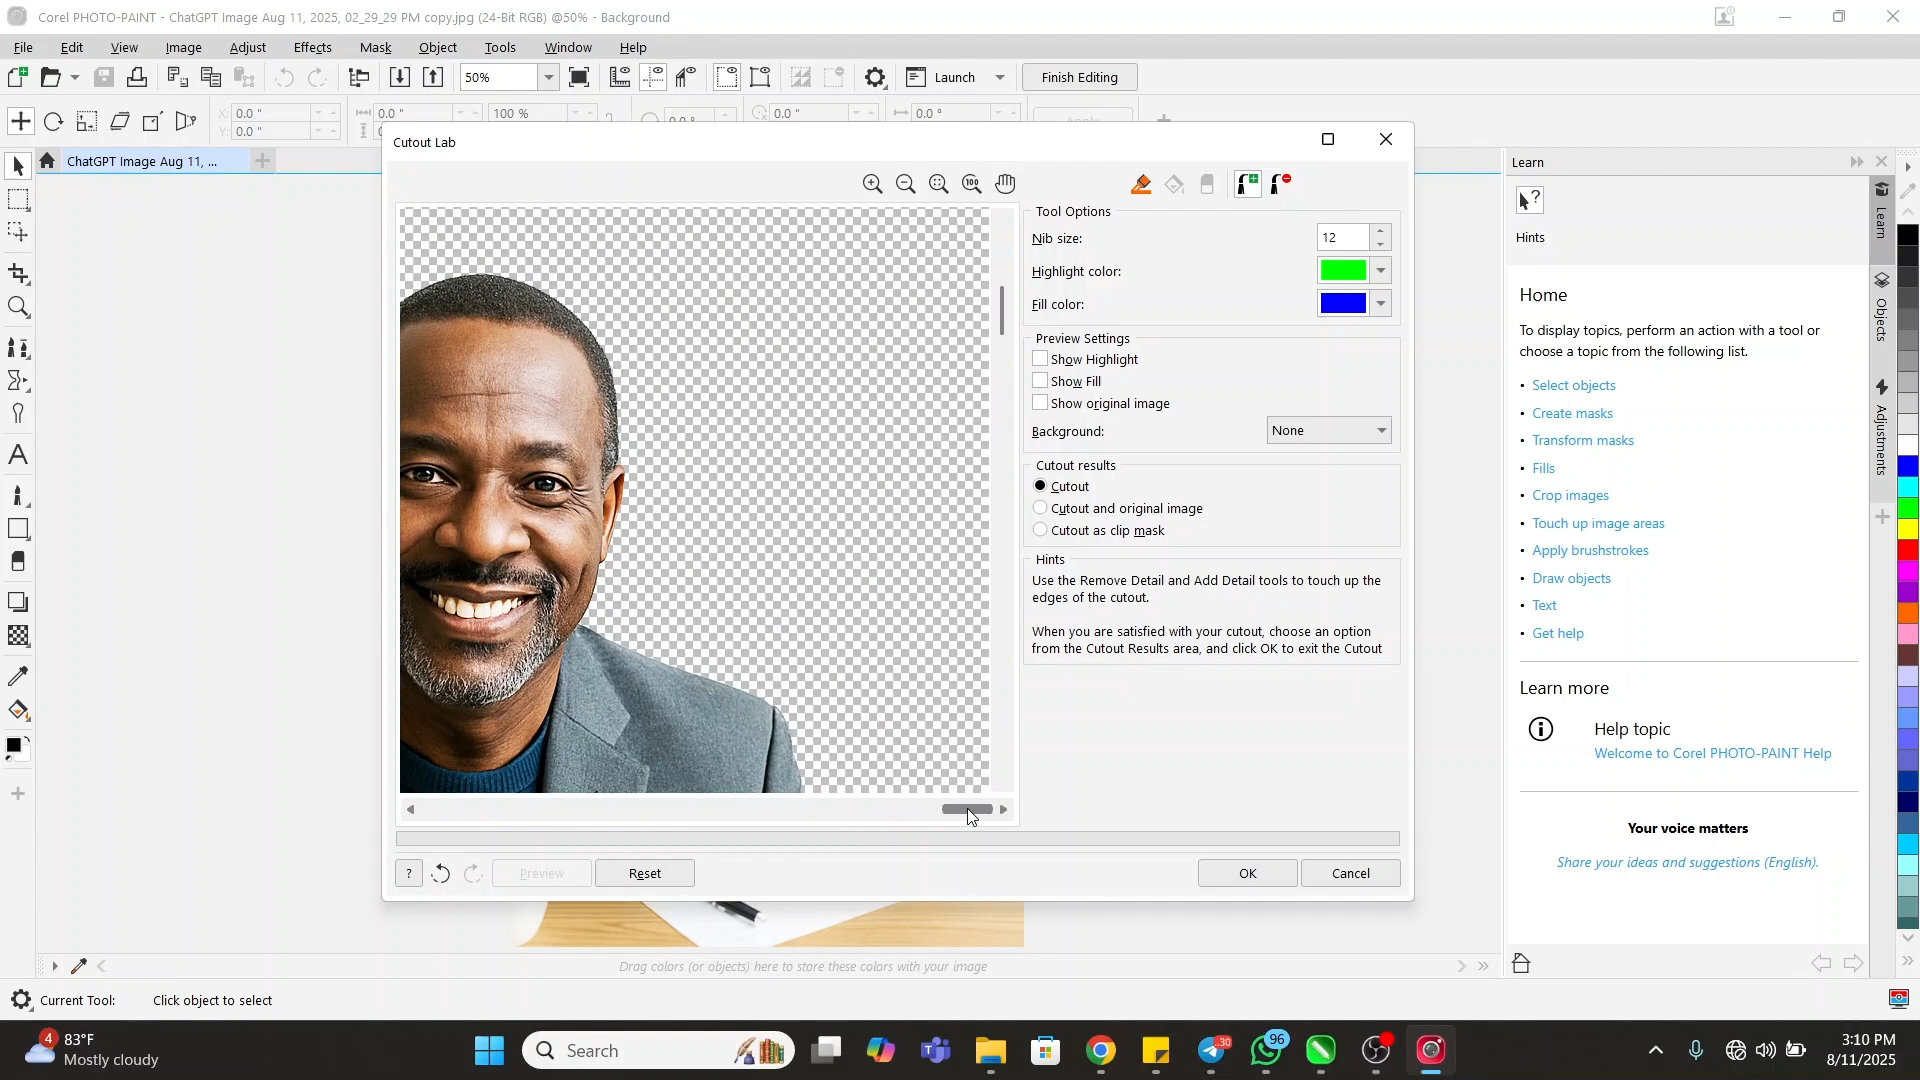 Corel PHOTO-PAINT - ChatGPT Image Aug 11, 2025, 02_29_29 PM copy.jpg (24-Bit RGB) @50% - Background
File Edit View Image Adjust Effects Mask Object Tools Window Help
50% Launch Finish Editing
X: 0.0 " 0.0 " 100 % 0.0 " 0.0 " 0.0 " Apply
Y: 0.0 "
ChatGPT Image Aug 11, ...
Cutout Lab
100
Tool Options
Nib size: 12
Highlight color:
Fill color:
Preview Settings
Show Highlight
Show Fill
Show original image
Background: None
Cutout results
Cutout
Cutout and original image
Cutout as clip mask
Hints
Use the Remove Detail and Add Detail tools to touch up the
edges of the cutout.
When you are satisfied with your cutout, choose an option
from the Cutout Results area, and click OK to exit the Cutout
? Preview Reset OK Cancel
Learn
?
Hints
Home
To display topics, perform an action with a tool or
choose a topic from the following list.
• Select objects
• Create masks
• Transform masks
• Fills
• Crop images
• Touch up image areas
• Apply brushstrokes
• Draw objects
• Text
• Get help
Learn more
Help topic
Welcome to Corel PHOTO-PAINT Help
Your voice matters
Share your ideas and suggestions (English).
Learn
Objects
Adjustments
Drag colors (or objects) here to store these colors with your image
Current Tool: Click object to select
4
83°F
Mostly cloudy
Search
30
96
3:10 PM
8/11/2025